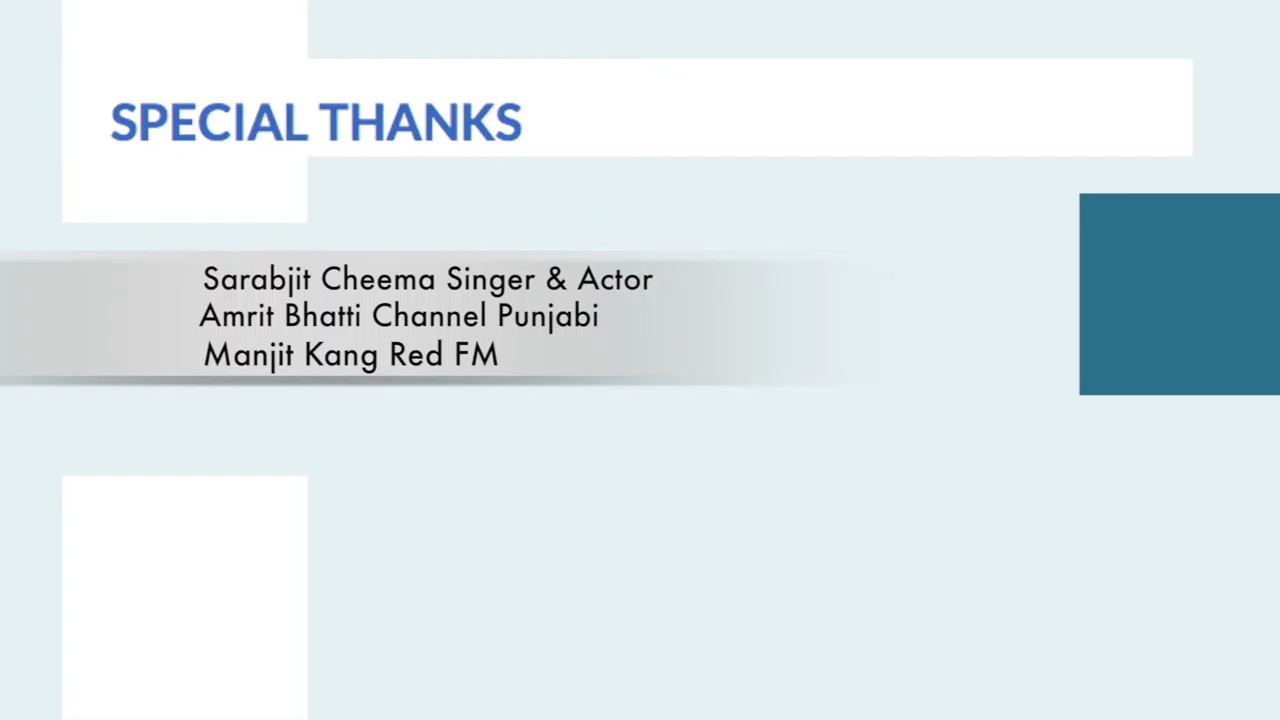 SPECIAL THANKS
Sarabjit Cheema Singer & Actor
Amrit Bhatti Channel Punjabi
Manjit Kang Red FM